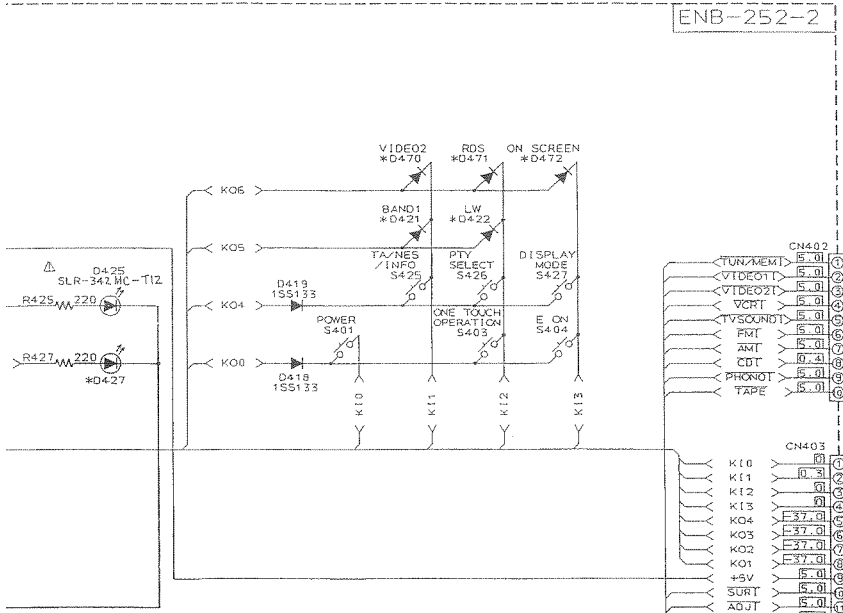 ENB-252-2
VIDEO2 RDS ON SCREEN
*D470 *D471 *D472
KO6
BAND1 LW
*D421 *D422
KO5
TA/NES PTY DISPLAY
/INFO SELECT MODE
S425 S426 S427
D425
SLR-342 MC-T12
R425 220
D419
1SS133
KO4
POWER ONE TOUCH E ON
S401 OPERATION S404
S403
R427 220
*D427
KO0
D418
1SS133
KI0 KI1 KI2 KI3
CN402
TUN/MEMI 5.0 1
VIDEO1I 5.0 2
VIDEO2I 5.0 3
VCRI 5.0 4
TVSOUNDI 5.0 5
FMI 5.0 6
AMI 5.0 7
CDI 0.4 8
PHONOI 5.0 9
TAPE 5.0
CN403
KI0 0 1
KI1 0.3 2
KI2 0 3
KI3 0 4
KO4 -37.0 5
KO3 -37.0 6
KO2 -37.0 7
KO1 -37.0 8
+5V 5.0 9
SURI 5.0 10
ADJI 5.0 11